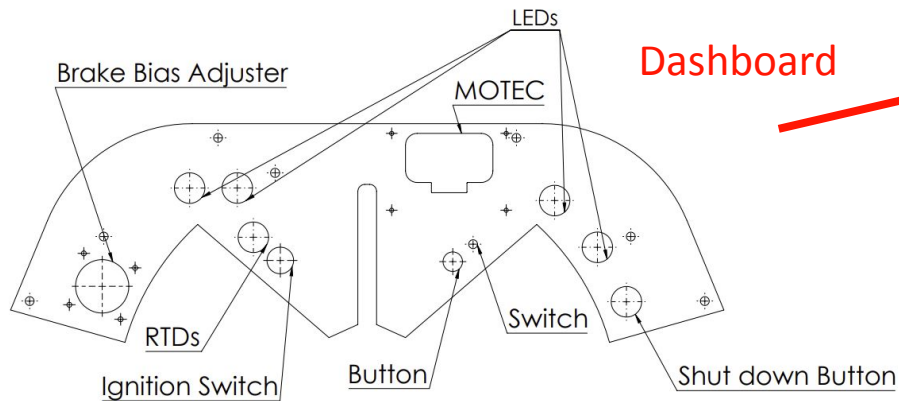 LEDs
Dashboard
Brake Bias Adjuster
MOTEC
RTDs
Switch
Ignition Switch
Button
Shut down Button